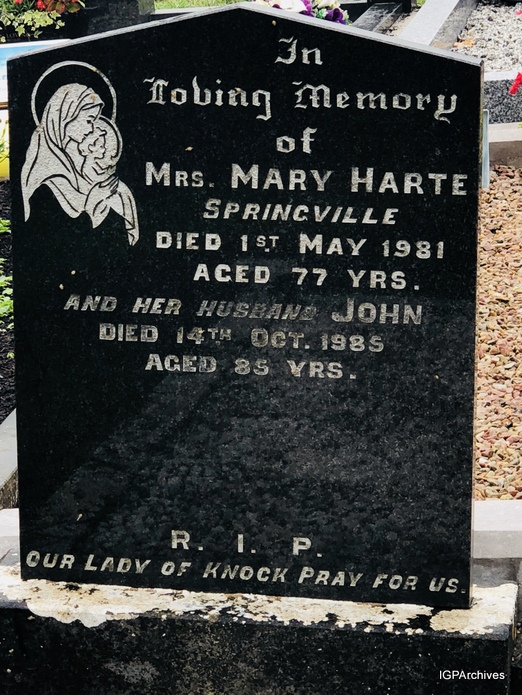 In
Loving Memory
of
MRS. MARY HARTE
SPRINGVILLE
DIED 1ST MAY 1981
AGED 77 YRS.
AND HER HUSBAND JOHN
DIED 14TH OCT. 1985
AGED 85 YRS.
R. I. P.
OUR LADY OF KNOCK PRAY FOR US.
IGPArchives